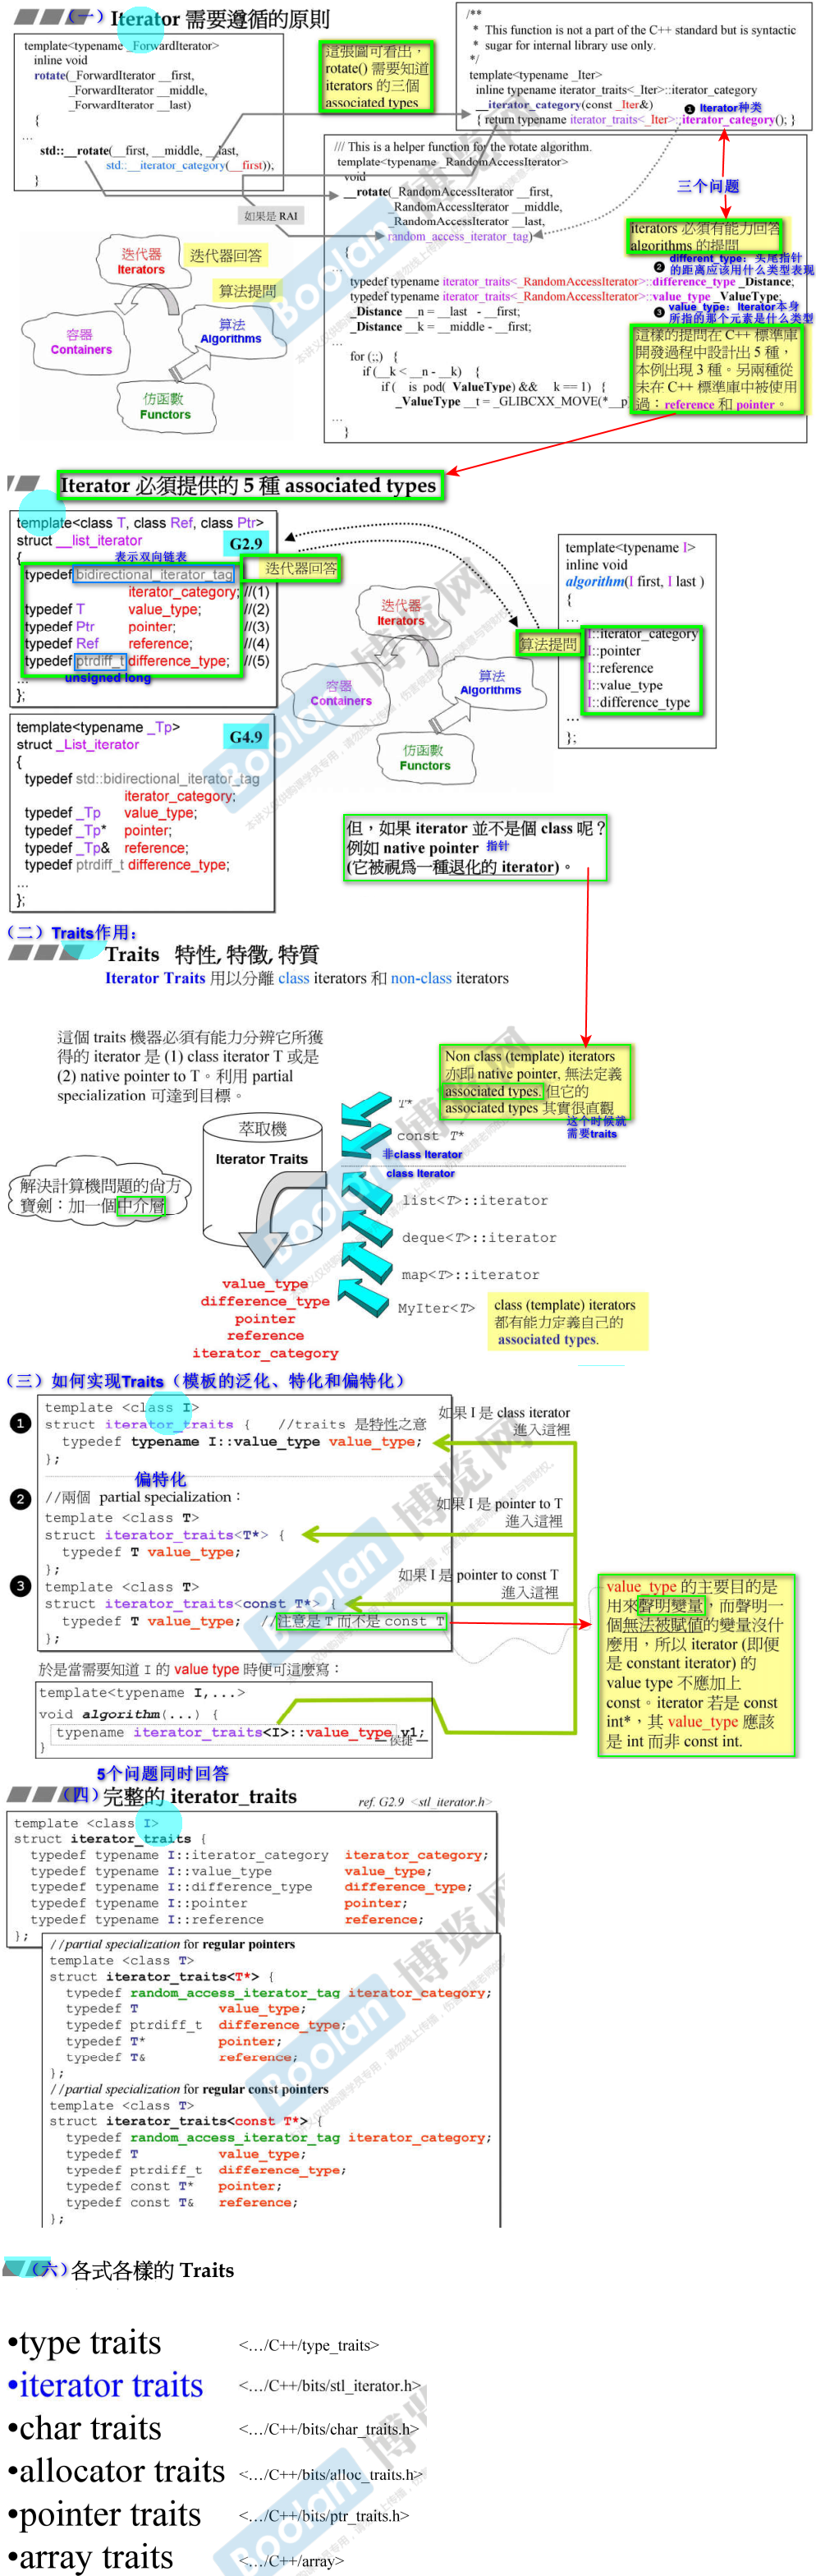 （一）Iterator 需要遵循的原則
template<typename _ForwardIterator>
inline void
rotate(_ForwardIterator __first,
_ForwardIterator __middle,
_ForwardIterator __last)
{
...
std::__rotate(__first, __middle, __last,
std::__iterator_category(__first));
}
這張圖可看出，
rotate() 需要知道
iterators 的三個
associated types
/**
* This function is not a part of the C++ standard but is syntactic
* sugar for internal library use only.
*/
template<typename _Iter>
inline typename iterator_traits<_Iter>::iterator_category
__iterator_category(const _Iter&)
❶ Iterator种类
{ return typename iterator_traits<_Iter>::iterator_category(); }
三个问题
/// This is a helper function for the rotate algorithm.
template<typename _RandomAccessIterator>
void
__rotate(_RandomAccessIterator __first,
_RandomAccessIterator __middle,
_RandomAccessIterator __last,
random_access_iterator_tag)
{
...
如果是 RAI
iterators 必須有能力回答
algorithms 的提問
❷ different_type：头尾指针
的距离应该用什么类型表现
typedef typename iterator_traits<_RandomAccessIterator>::difference_type _Distance;
typedef typename iterator_traits<_RandomAccessIterator>::value_type _ValueType;
❸ value_type：Iterator本身
所指的那个元素是什么类型
_Distance __n = __last - __first;
_Distance __k = __middle - __first;
...
for (;;) {
if (__k < __n - __k) {
if (__is_pod(_ValueType) && __k == 1) {
_ValueType __t = _GLIBCXX_MOVE(*__p
...
}
這樣的提問在 C++ 標準庫
開發過程中設計出 5 種，
本例出現 3 種。另兩種從
未在 C++ 標準庫中被使用
過：reference 和 pointer。
迭代器
Iterators
迭代器回答
算法提問
容器
Containers
算法
Algorithms
仿函數
Functors
Iterator 必須提供的 5 種 associated types
template<class T, class Ref, class Ptr>
struct __list_iterator
G2.9
{
表示双向链表
typedef bidirectional_iterator_tag
iterator_category; //(1)
typedef T value_type; //(2)
typedef Ptr pointer; //(3)
typedef Ref reference; //(4)
typedef ptrdiff_t difference_type; //(5)
...
unsigned long
};
迭代器回答
迭代器
Iterators
容器
Containers
算法
Algorithms
仿函數
Functors
算法提問
template<typename I>
inline void
algorithm(I first, I last )
{
...
I::iterator_category
I::pointer
I::reference
I::value_type
I::difference_type
...
};
template<typename _Tp>
struct _List_iterator
G4.9
{
typedef std::bidirectional_iterator_tag
iterator_category;
typedef _Tp value_type;
typedef _Tp* pointer;
typedef _Tp& reference;
typedef ptrdiff_t difference_type;
...
};
但，如果 iterator 並不是個 class 呢？
例如 native pointer 指针
(它被視爲一種退化的 iterator)。
（二）Traits作用：
Traits 特性, 特徵, 特質
Iterator Traits 用以分離 class iterators 和 non-class iterators
這個 traits 機器必須有能力分辨它所獲
得的 iterator 是 (1) class iterator T 或是
(2) native pointer to T。利用 partial
specialization 可達到目標。
Non class (template) iterators
亦即 native pointer, 無法定義
associated types, 但它的
associated types 其實很直觀
这个时候就
需要traits
萃取機
Iterator Traits
解決計算機問題的尚方
寶劍：加一個中介層
T*
const T*
非class Iterator
class Iterator
list<T>::iterator
deque<T>::iterator
map<T>::iterator
MyIter<T>
class (template) iterators
都有能力定義自己的
associated types.
value_type
difference_type
pointer
reference
iterator_category
（三）如何实现Traits（模板的泛化、特化和偏特化）
❶
template <class I>
struct iterator_traits { //traits 是特性之意
typedef typename I::value_type value_type;
};
如果 I 是 class iterator
進入這裡
偏特化
❷
//兩個 partial specialization：
template <class T>
struct iterator_traits<T*> {
typedef T value_type;
};
如果 I 是 pointer to T
進入這裡
❸
template <class T>
struct iterator_traits<const T*> {
typedef T value_type; //注意是 T 而不是 const T
};
如果 I 是 pointer to const T
進入這裡
value_type 的主要目的是
用來聲明變量，而聲明一
個無法被賦值的變量沒什
麼用，所以 iterator (即便
是 constant iterator) 的
value type 不應加上
const。iterator 若是 const
int*，其 value_type 應該
是 int 而非 const int.
於是當需要知道 I 的 value type 時便可這麼寫：
template<typename I,...>
void algorithm(...) {
typename iterator_traits<I>::value_type v1;
}
侯捷
5个问题同时回答
（四）完整的 iterator_traits
ref. G2.9 <stl_iterator.h>
template <class I>
struct iterator_traits {
typedef typename I::iterator_category iterator_category;
typedef typename I::value_type value_type;
typedef typename I::difference_type difference_type;
typedef typename I::pointer pointer;
typedef typename I::reference reference;
};
//partial specialization for regular pointers
template <class T>
struct iterator_traits<T*> {
typedef random_access_iterator_tag iterator_category;
typedef T value_type;
typedef ptrdiff_t difference_type;
typedef T* pointer;
typedef T& reference;
};
//partial specialization for regular const pointers
template <class T>
struct iterator_traits<const T*> {
typedef random_access_iterator_tag iterator_category;
typedef T value_type;
typedef ptrdiff_t difference_type;
typedef const T* pointer;
typedef const T& reference;
};
（六）各式各樣的 Traits
•type traits <…/C++/type_traits>
•iterator traits <…/C++/bits/stl_iterator.h>
•char traits <…/C++/bits/char_traits.h>
•allocator traits <…/C++/bits/alloc_traits.h>
•pointer traits <…/C++/bits/ptr_traits.h>
•array traits <…/C++/array>
Boolan 博览网